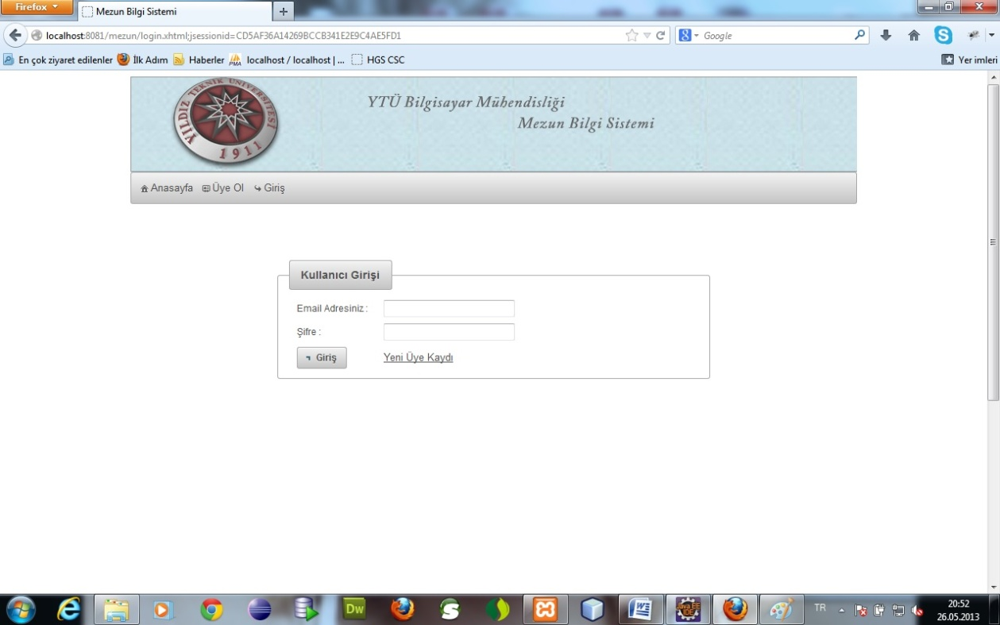 Firefox
Mezun Bilgi Sistemi
localhost:8081/mezun/login.xhtml;jsessionid=CD5AF36A14269BCCB341E2E9C4AE5FD1
Google
En çok ziyaret edilenler İlk Adım Haberler localhost / localhost | ... HGS CSC Yer imleri
YILDIZ TEKNİK ÜNİVERSİTESİ
1911
YTÜ Bilgisayar Mühendisliği
Mezun Bilgi Sistemi
Anasayfa Üye Ol Giriş
Kullanıcı Girişi
Email Adresiniz :
Şifre :
Giriş Yeni Üye Kaydı
Dw
Java EE
IDE
TR
20:52
26.05.2013